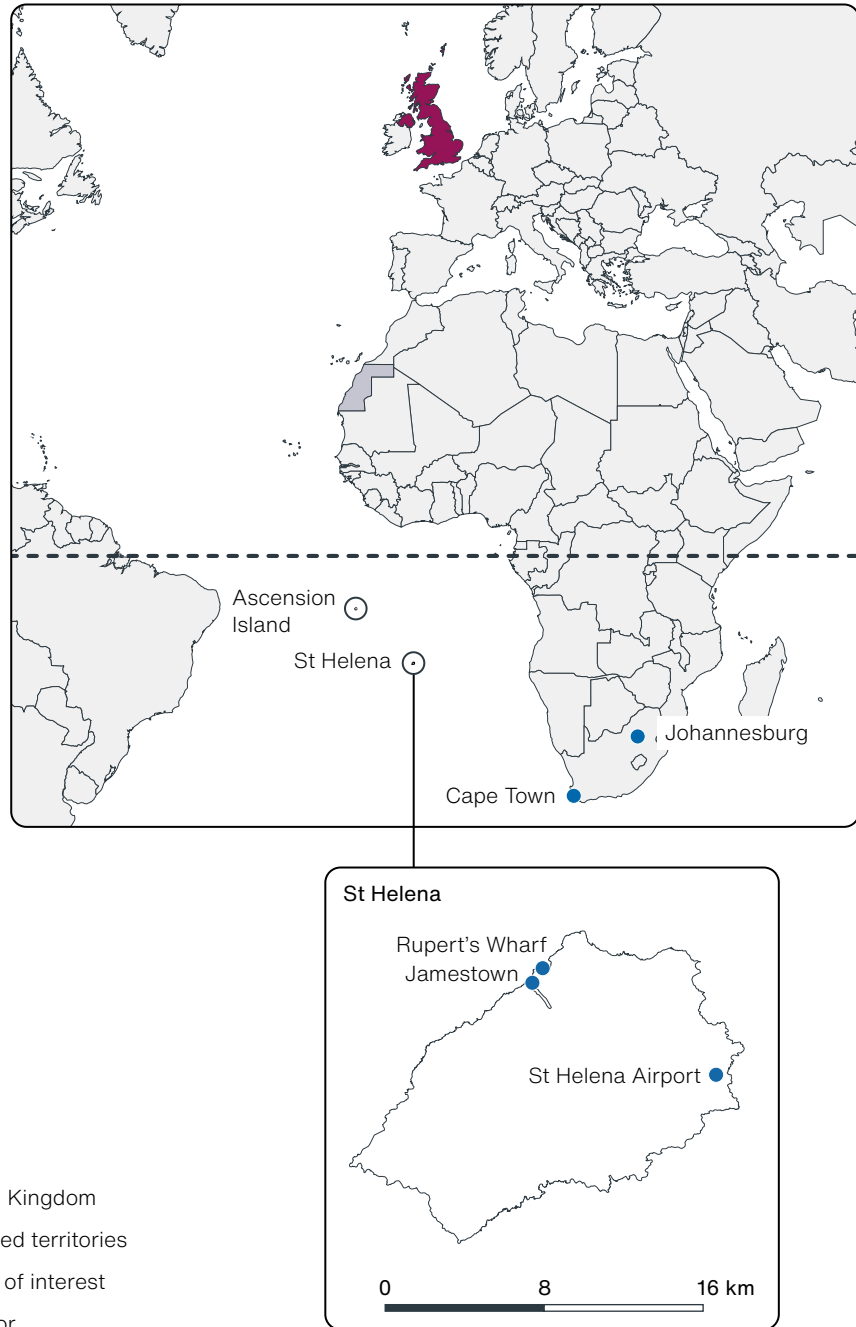 Ascension
Island
St Helena
Johannesburg
Cape Town
St Helena
Rupert's Wharf
Jamestown
St Helena Airport
Kingdom
ed territories
of interest
0 8 16 km